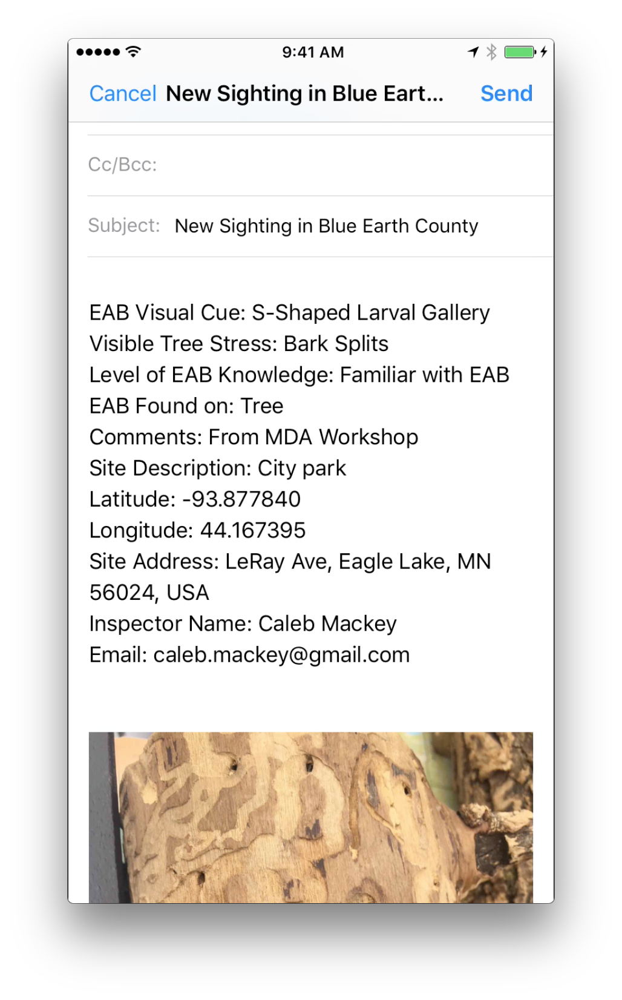 9:41 AM
Cancel New Sighting in Blue Eart... Send
Cc/Bcc:
Subject: New Sighting in Blue Earth County
EAB Visual Cue: S-Shaped Larval Gallery
Visible Tree Stress: Bark Splits
Level of EAB Knowledge: Familiar with EAB
EAB Found on: Tree
Comments: From MDA Workshop
Site Description: City park
Latitude: -93.877840
Longitude: 44.167395
Site Address: LeRay Ave, Eagle Lake, MN
56024, USA
Inspector Name: Caleb Mackey
Email: caleb.mackey@gmail.com